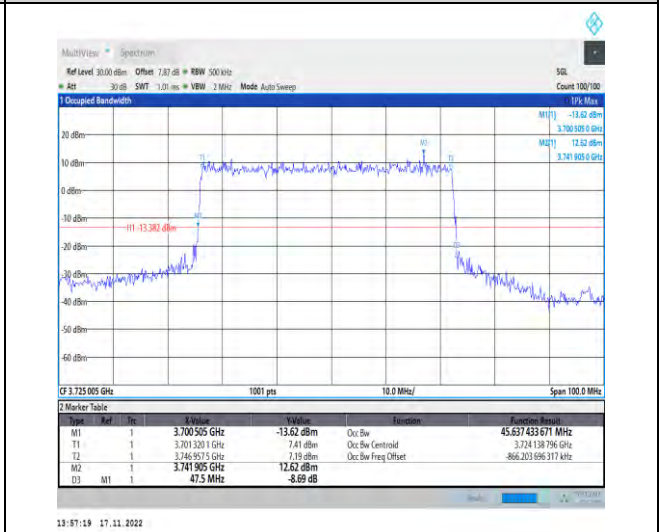 MultiView Spectrum
Ref Level 30.00 dBm Offset 7.87 dB RBW 500 kHz SGL
Att 30 dB SWT 1.01 ms VBW 2 MHz Mode Auto Sweep Count 100/100
1 Occupied Bandwidth 1Pk Max
M1[1] -13.62 dBm
3.700 505 0 GHz
20 dBm
M2[1] 12.62 dBm
3.741 905 0 GHz
M2
T1
T2
10 dBm
0 dBm
-10 dBm
M1
H1 -13.382 dBm
-20 dBm
D3
-30 dBm
-40 dBm
-50 dBm
-60 dBm
CF 3.725 005 GHz 1001 pts 10.0 MHz/ Span 100.0 MHz
2 Marker Table
Type Ref Trc X-Value Y-Value Function Function Result
M1 1 3.700 505 GHz -13.62 dBm Occ Bw 45.637 433 671 MHz
T1 1 3.701 320 1 GHz 7.41 dBm Occ Bw Centroid 3.724 138 796 GHz
T2 1 3.746 957 5 GHz 7.19 dBm Occ Bw Freq Offset -866.203 696 317 kHz
M2 1 3.741 905 GHz 12.62 dBm
D3 M1 1 47.5 MHz -8.69 dB
13:57:19 17.11.2022